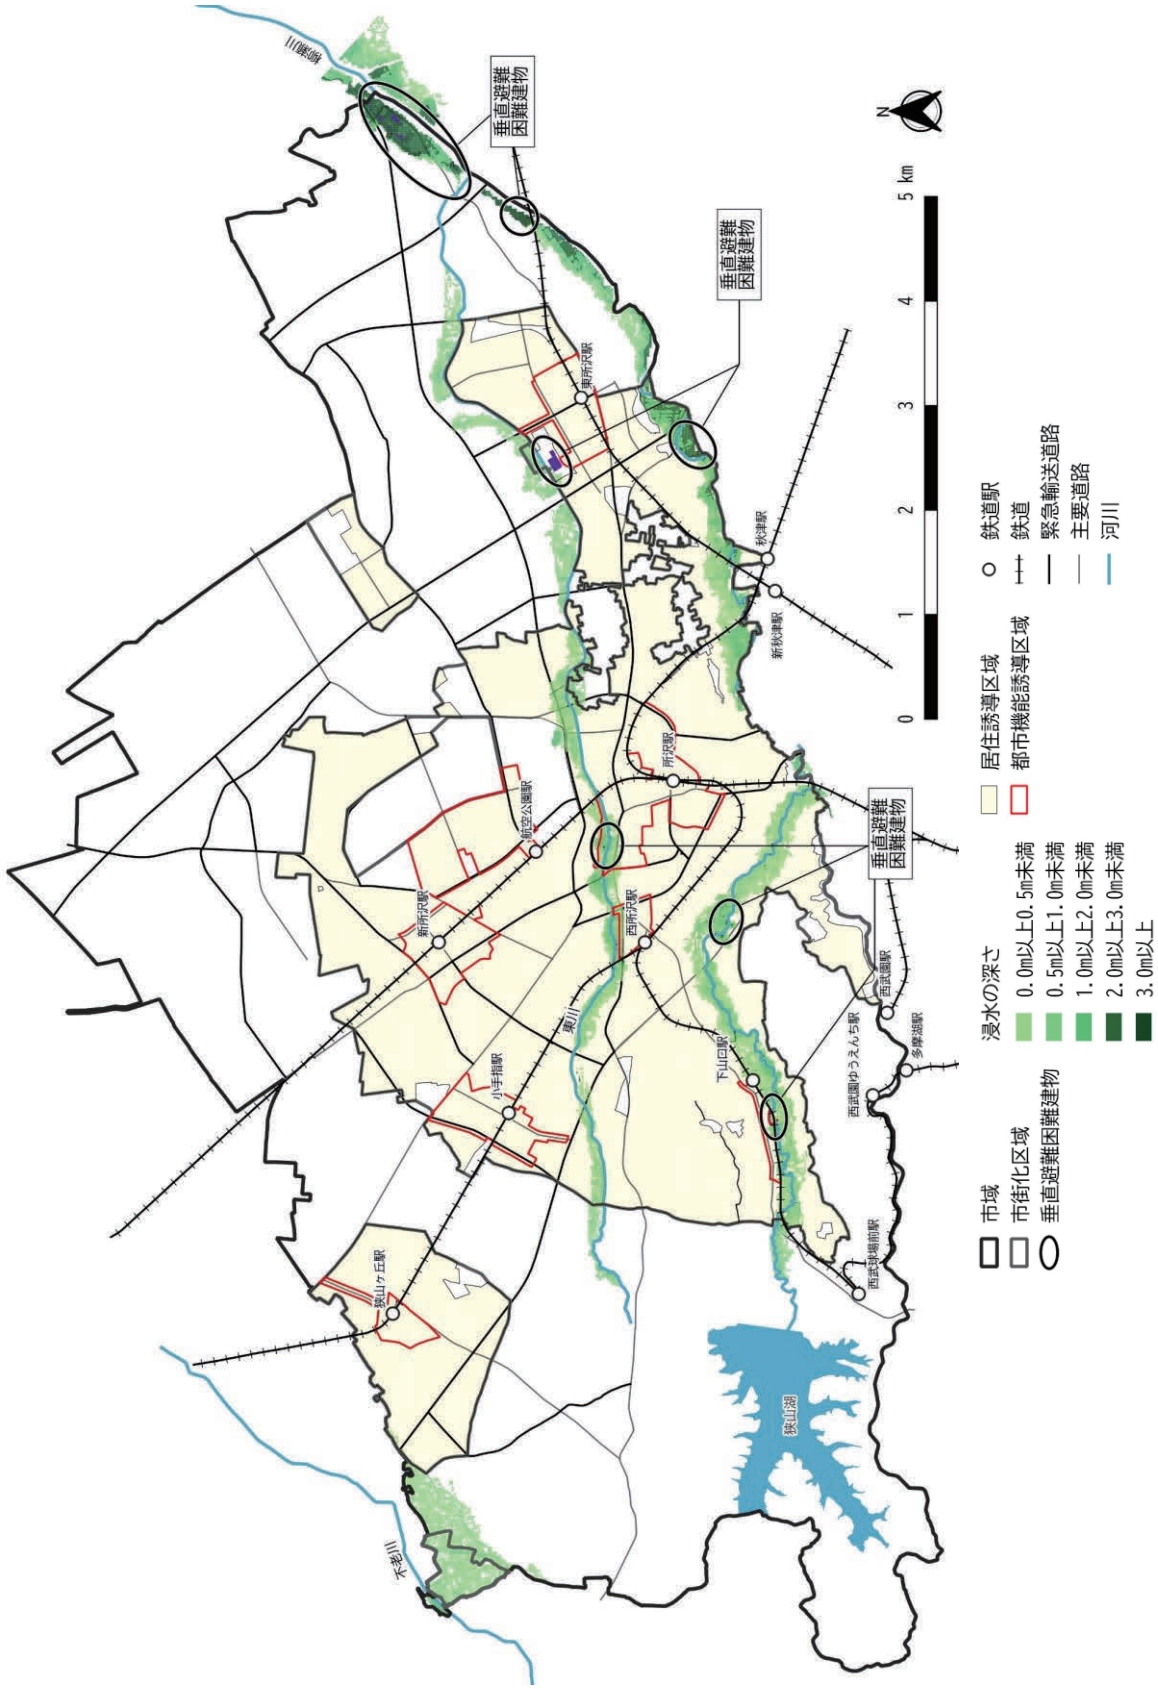 柳瀬川
垂直避難
困難建物
垂直避難
困難建物
東所沢駅
秋津駅
新秋津駅
所沢駅
航空公園駅
新所沢駅
西所沢駅
垂直避難
困難建物
東川
小手指駅
下山口駅
西武園駅
西武園ゆうえんち駅
多摩湖駅
西武球場前駅
狭山ヶ丘駅
狭山湖
不老川
N
0
1
2
3
4
5 km
市域
市街化区域
垂直避難困難建物
浸水の深さ
0.0m以上0.5m未満
0.5m以上1.0m未満
1.0m以上2.0m未満
2.0m以上3.0m未満
3.0m以上
居住誘導区域
都市機能誘導区域
鉄道駅
鉄道
緊急輸送道路
主要道路
河川